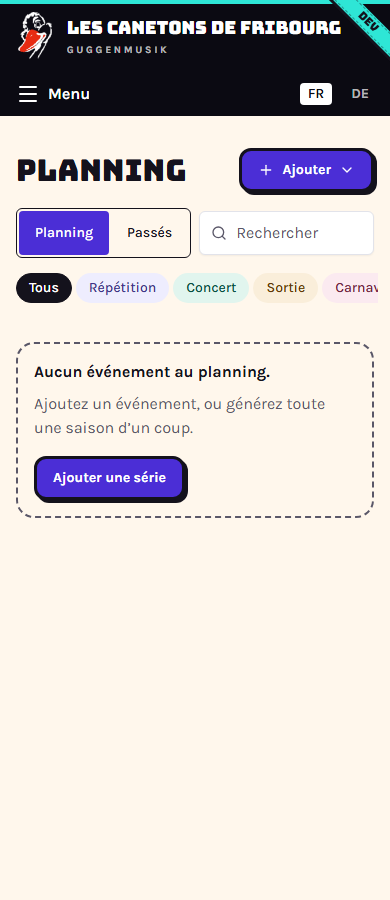 LES CANETONS DE FRIBOURG
GUGGENMUSIK
DEV
Menu
FR
DE
PLANNING
Ajouter
Planning
Passés
Rechercher
Tous
Répétition
Concert
Sortie
Carnav
Aucun événement au planning.
Ajoutez un événement, ou générez toute
une saison d’un coup.
Ajouter une série